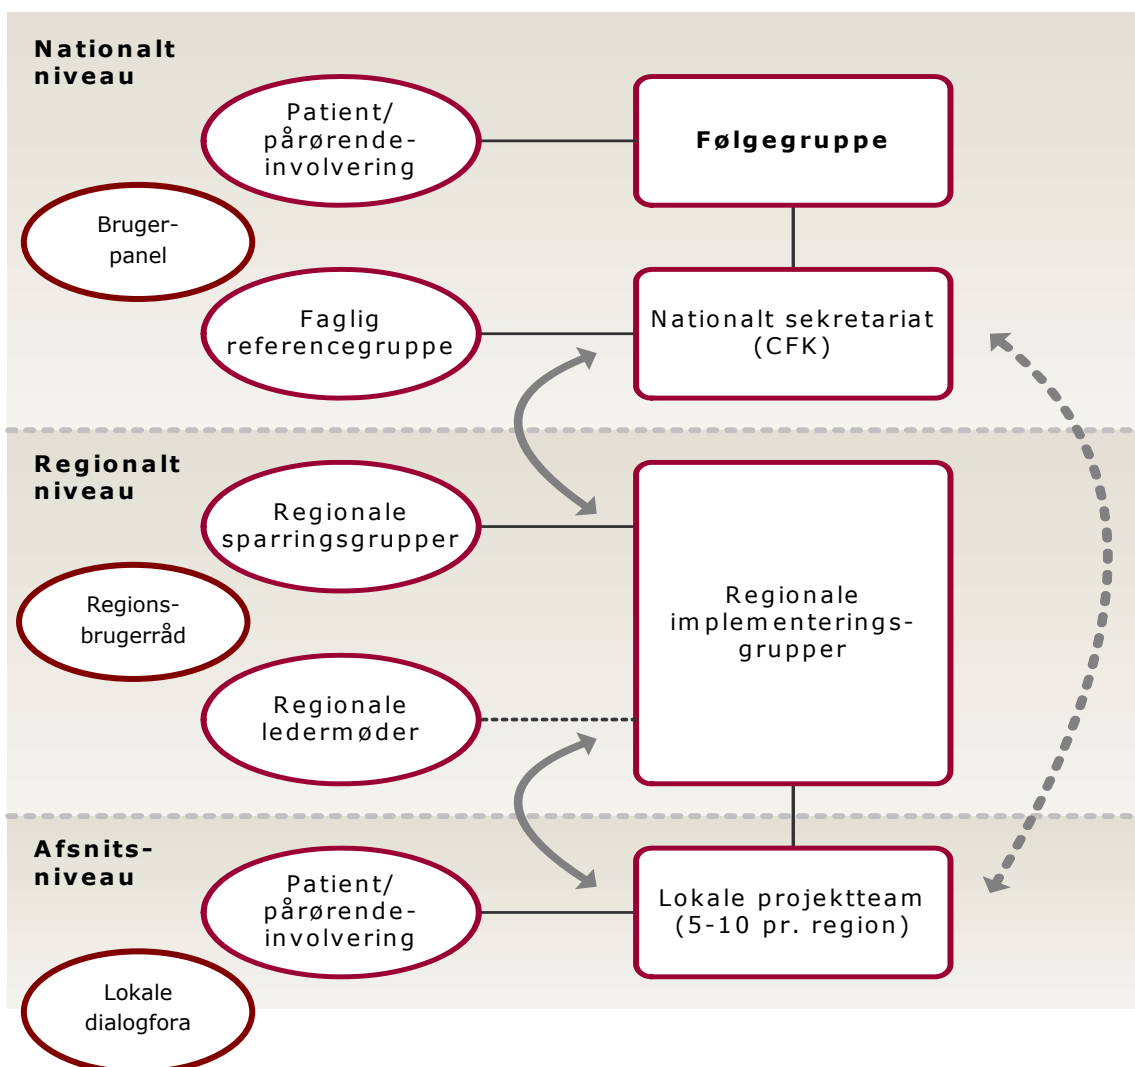 Nationalt
niveau
Patient/
pårørende-
involvering
Følgegruppe
Bruger-
panel
Faglig
referencegruppe
Nationalt sekretariat
(CFK)
Regionalt
niveau
Regionale
sparringsgrupper
Regions-
brugerråd
Regionale
implementerings-
grupper
Regionale
ledermøder
Afsnits-
niveau
Patient/
pårørende-
involvering
Lokale projektteam
(5-10 pr. region)
Lokale
dialogfora